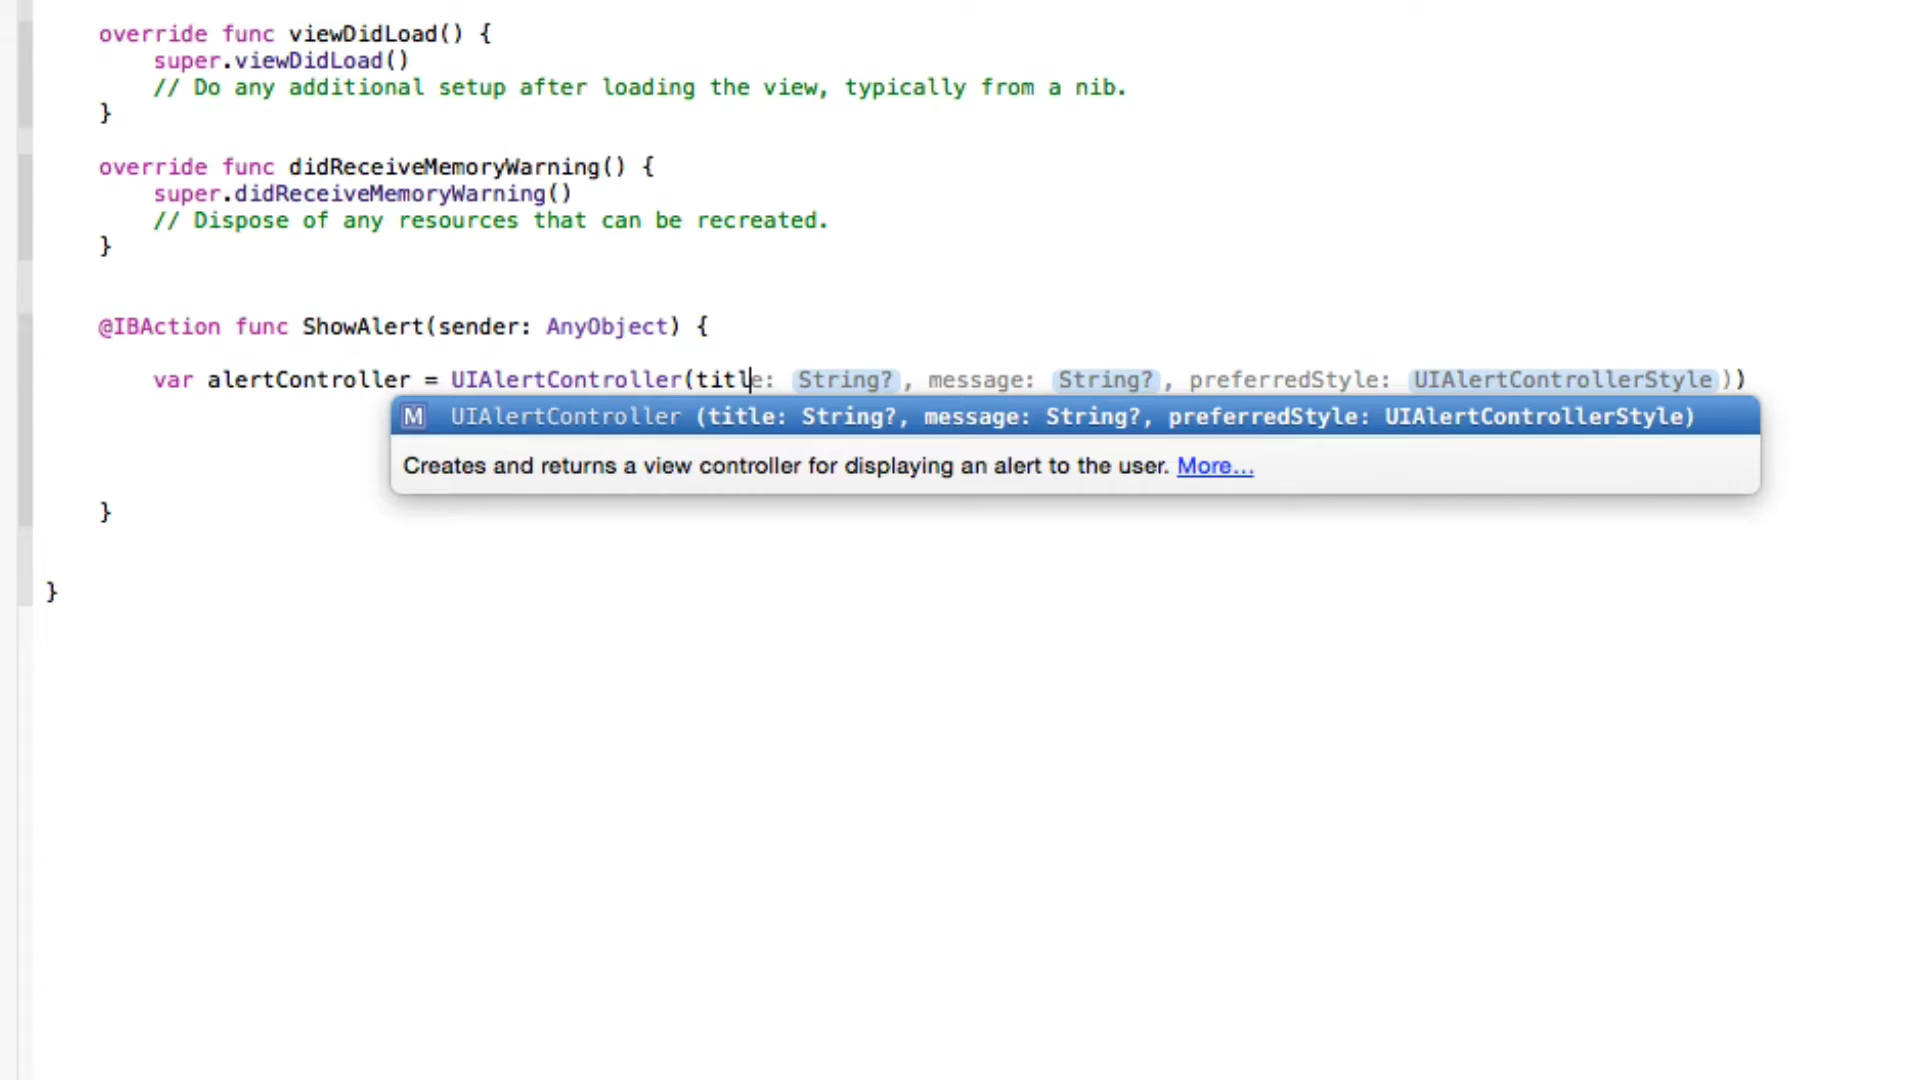 override func viewDidLoad() {
super.viewDidLoad()
// Do any additional setup after loading the view, typically from a nib.
}
override func didReceiveMemoryWarning() {
super.didReceiveMemoryWarning()
// Dispose of any resources that can be recreated.
}
@IBAction func ShowAlert(sender: AnyObject) {
var alertController = UIAlertController(title: String?, message: String?, preferredStyle: UIAlertControllerStyle))
M UIAlertController (title: String?, message: String?, preferredStyle: UIAlertControllerStyle)
Creates and returns a view controller for displaying an alert to the user. More...
}
}